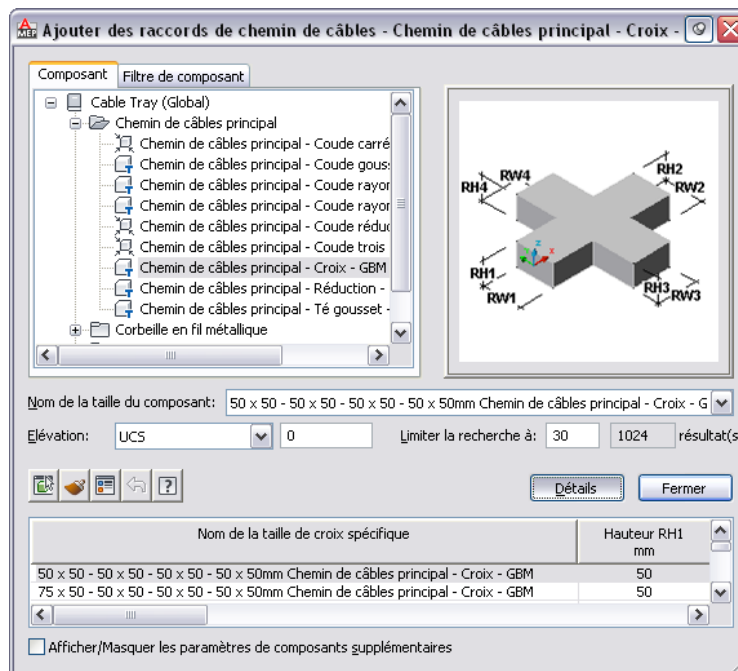 MEP
Ajouter des raccords de chemin de câbles - Chemin de câbles principal - Croix -
Composant
Filtre de composant
Cable Tray (Global)
Chemin de câbles principal
Chemin de câbles principal - Coude carré
Chemin de câbles principal - Coude gous
Chemin de câbles principal - Coude rayor
Chemin de câbles principal - Coude rayor
Chemin de câbles principal - Coude réduc
Chemin de câbles principal - Coude trois
Chemin de câbles principal - Croix - GBM
Chemin de câbles principal - Réduction -
Chemin de câbles principal - Té gousset -
Corbeille en fil métallique
RH4
RW4
RH2
RW2
RH1
RW1
RH3
RW3
z
Nom de la taille du composant:
50 x 50 - 50 x 50 - 50 x 50 - 50 x 50mm Chemin de câbles principal - Croix - G
Elévation:
UCS
0
Limiter la recherche à:
30
1024
résultat(s
Détails
Fermer
Nom de la taille de croix spécifique
Hauteur RH1
mm
50 x 50 - 50 x 50 - 50 x 50 - 50 x 50mm Chemin de câbles principal - Croix - GBM
50
75 x 50 - 50 x 50 - 50 x 50 - 50 x 50mm Chemin de câbles principal - Croix - GBM
50
Afficher/Masquer les paramètres de composants supplémentaires